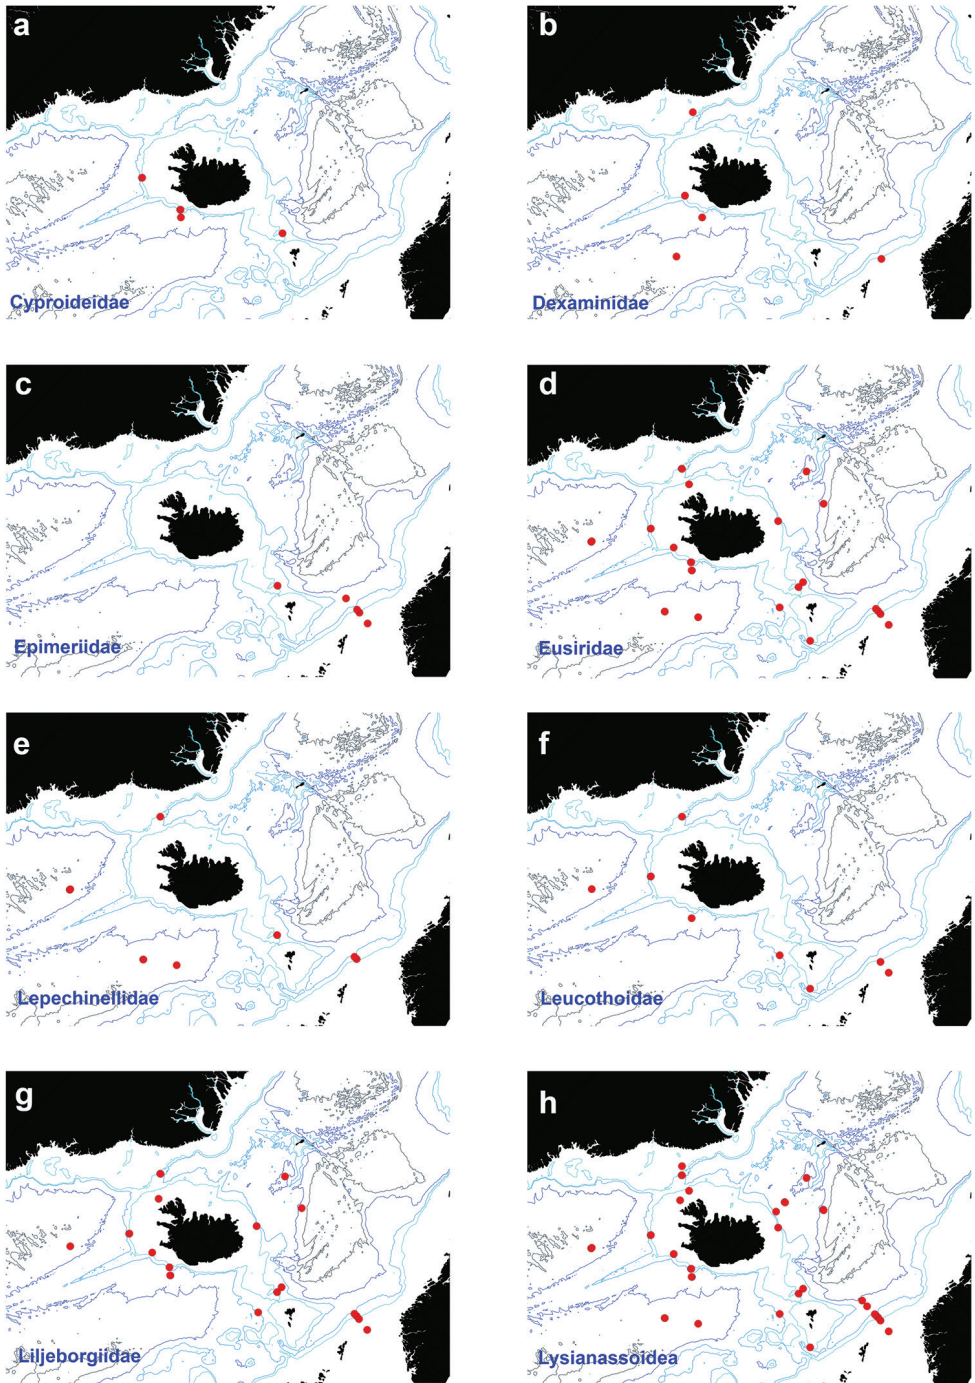 a
Cyproideidae
b
Dexaminidae
c
Epimeriidae
d
Eusiridae
e
Lepechinellidae
f
Leucothoidae
g
Liljeborgiidae
h
Lysianassoidea